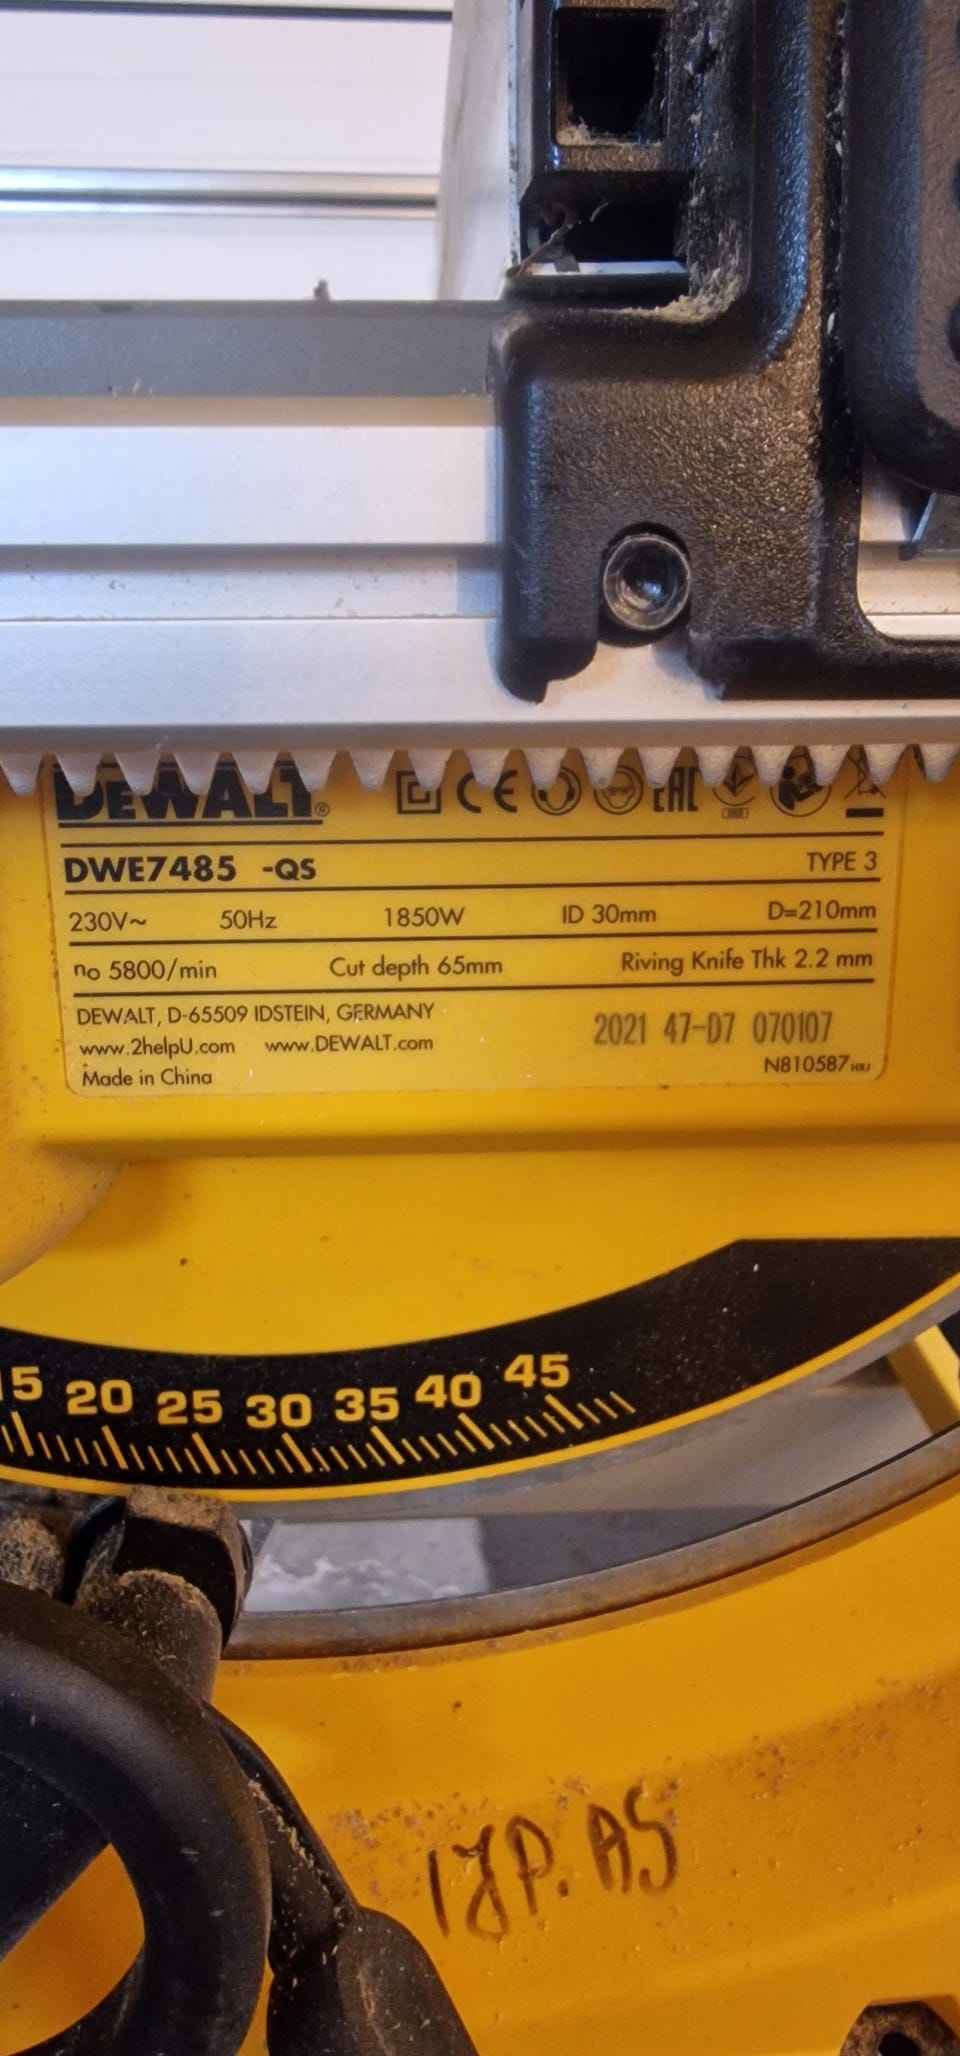 DEWALT®
EAC
DWE7485 -QS TYPE 3
230V~ 50Hz 1850W ID 30mm D=210mm
no 5800/min Cut depth 65mm Riving Knife Thk 2.2 mm
DEWALT, D-65509 IDSTEIN, GERMANY
www.2helpU.com www.DEWALT.com
2021 47-D7 070107
Made in China
N810587
15 20 25 30 35 40 45